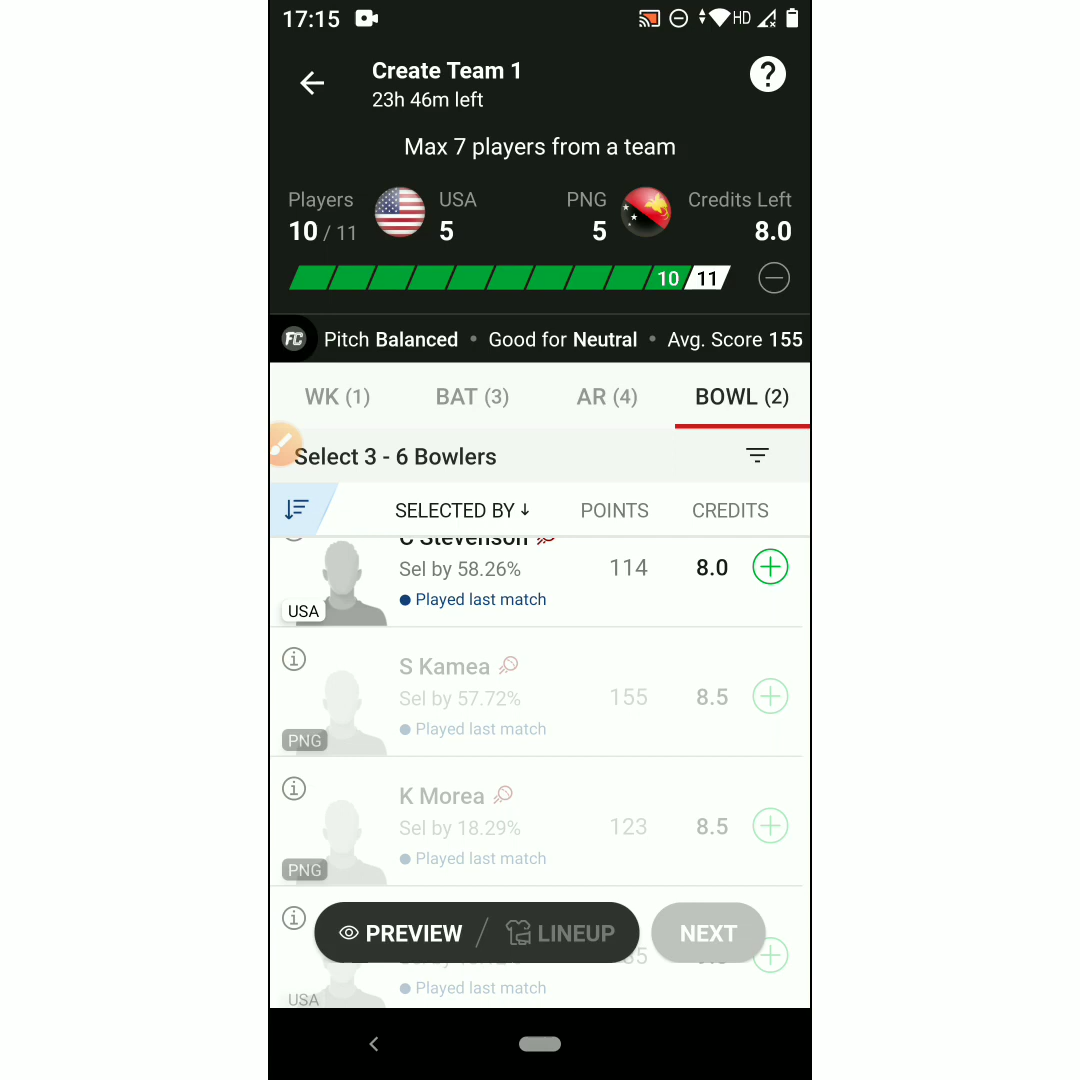 17:15
HD
Create Team 1
23h 46m left
?
Max 7 players from a team
Players USA PNG Credits Left
10 / 11 5 5 8.0
10 11
FC Pitch Balanced • Good for Neutral • Avg. Score 155
WK (1) BAT (3) AR (4) BOWL (2)
Select 3 - 6 Bowlers
SELECTED BY ↓ POINTS CREDITS
C Stevenson
Sel by 58.26% 114 8.0
Played last match
USA
S Kamea
Sel by 57.72% 155 8.5
Played last match
PNG
K Morea
Sel by 18.29% 123 8.5
Played last match
PNG
PREVIEW / LINEUP NEXT
Played last match
USA